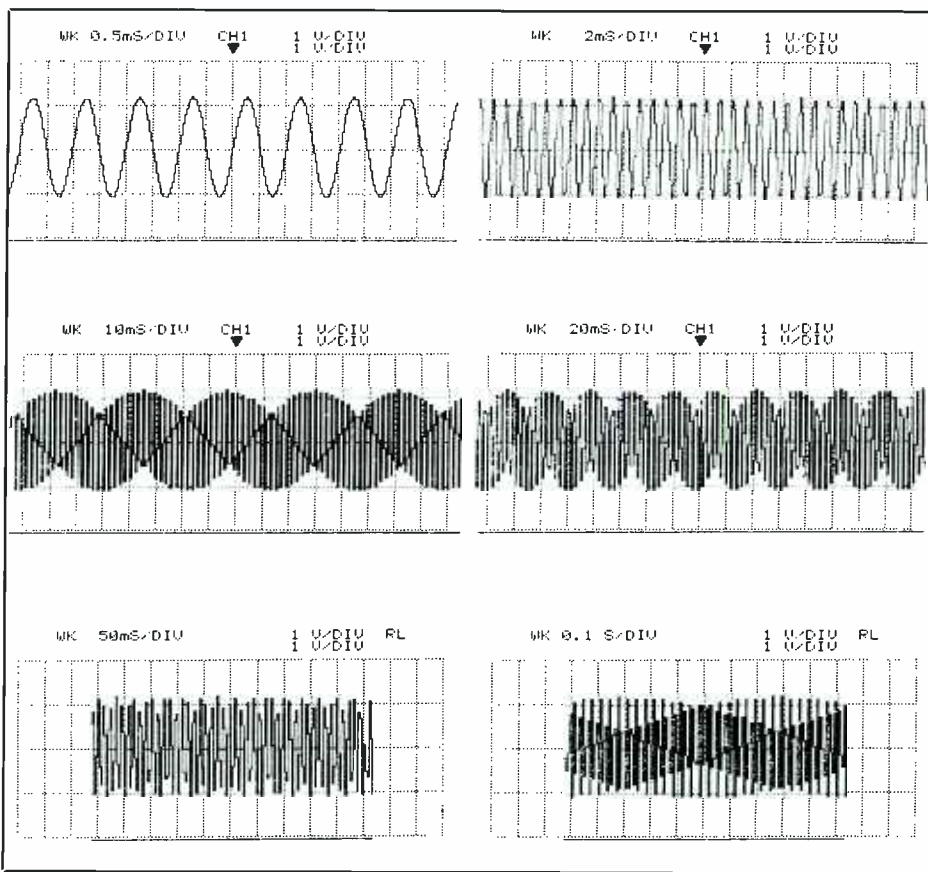 WK 0.5mS/DIV CH1 1 V/DIV
1 V/DIV
WK 2mS/DIV CH1 1 V/DIV
1 V/DIV
WK 10mS/DIV CH1 1 V/DIV
1 V/DIV
WK 20mS/DIV CH1 1 V/DIV
1 V/DIV
WK 50mS/DIV 1 V/DIV RL
1 V/DIV
WK 0.1 S/DIV 1 V/DIV RL
1 V/DIV